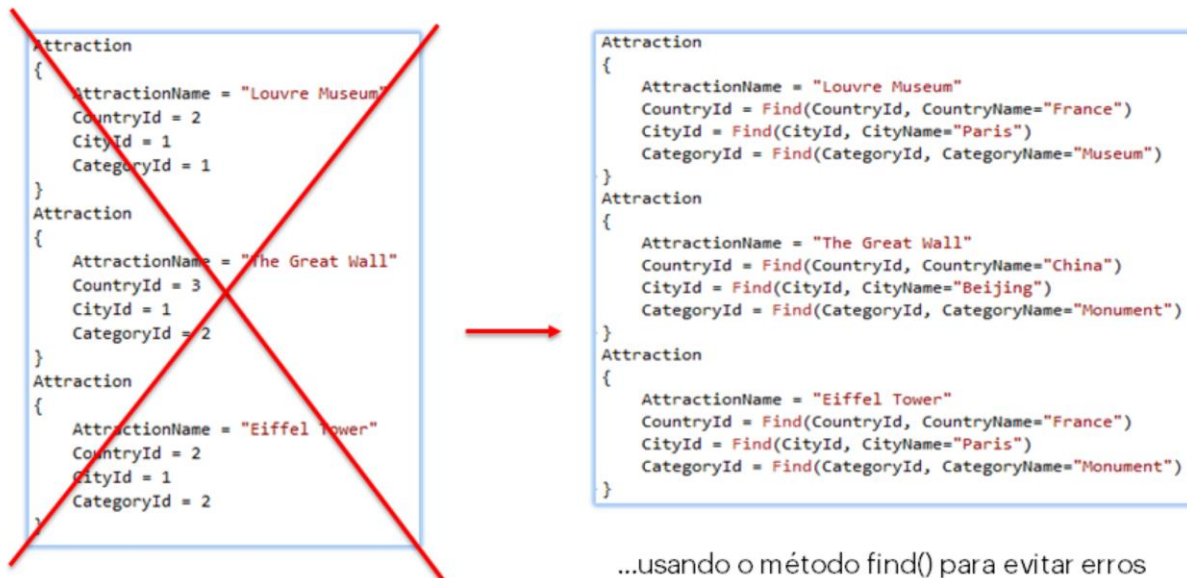 Attraction
{
AttractionName = "Louvre Museum"
CountryId = 2
CityId = 1
CategoryId = 1
}
Attraction
{
AttractionName = "The Great Wall"
CountryId = 3
CityId = 1
CategoryId = 2
}
Attraction
{
AttractionName = "Eiffel Tower"
CountryId = 2
CityId = 1
CategoryId = 2
}
Attraction
{
AttractionName = "Louvre Museum"
CountryId = Find(CountryId, CountryName="France")
CityId = Find(CityId, CityName="Paris")
CategoryId = Find(CategoryId, CategoryName="Museum")
}
Attraction
{
AttractionName = "The Great Wall"
CountryId = Find(CountryId, CountryName="China")
CityId = Find(CityId, CityName="Beijing")
CategoryId = Find(CategoryId, CategoryName="Monument")
}
Attraction
{
AttractionName = "Eiffel Tower"
CountryId = Find(CountryId, CountryName="France")
CityId = Find(CityId, CityName="Paris")
CategoryId = Find(CategoryId, CategoryName="Monument")
}
...usando o método find() para evitar erros